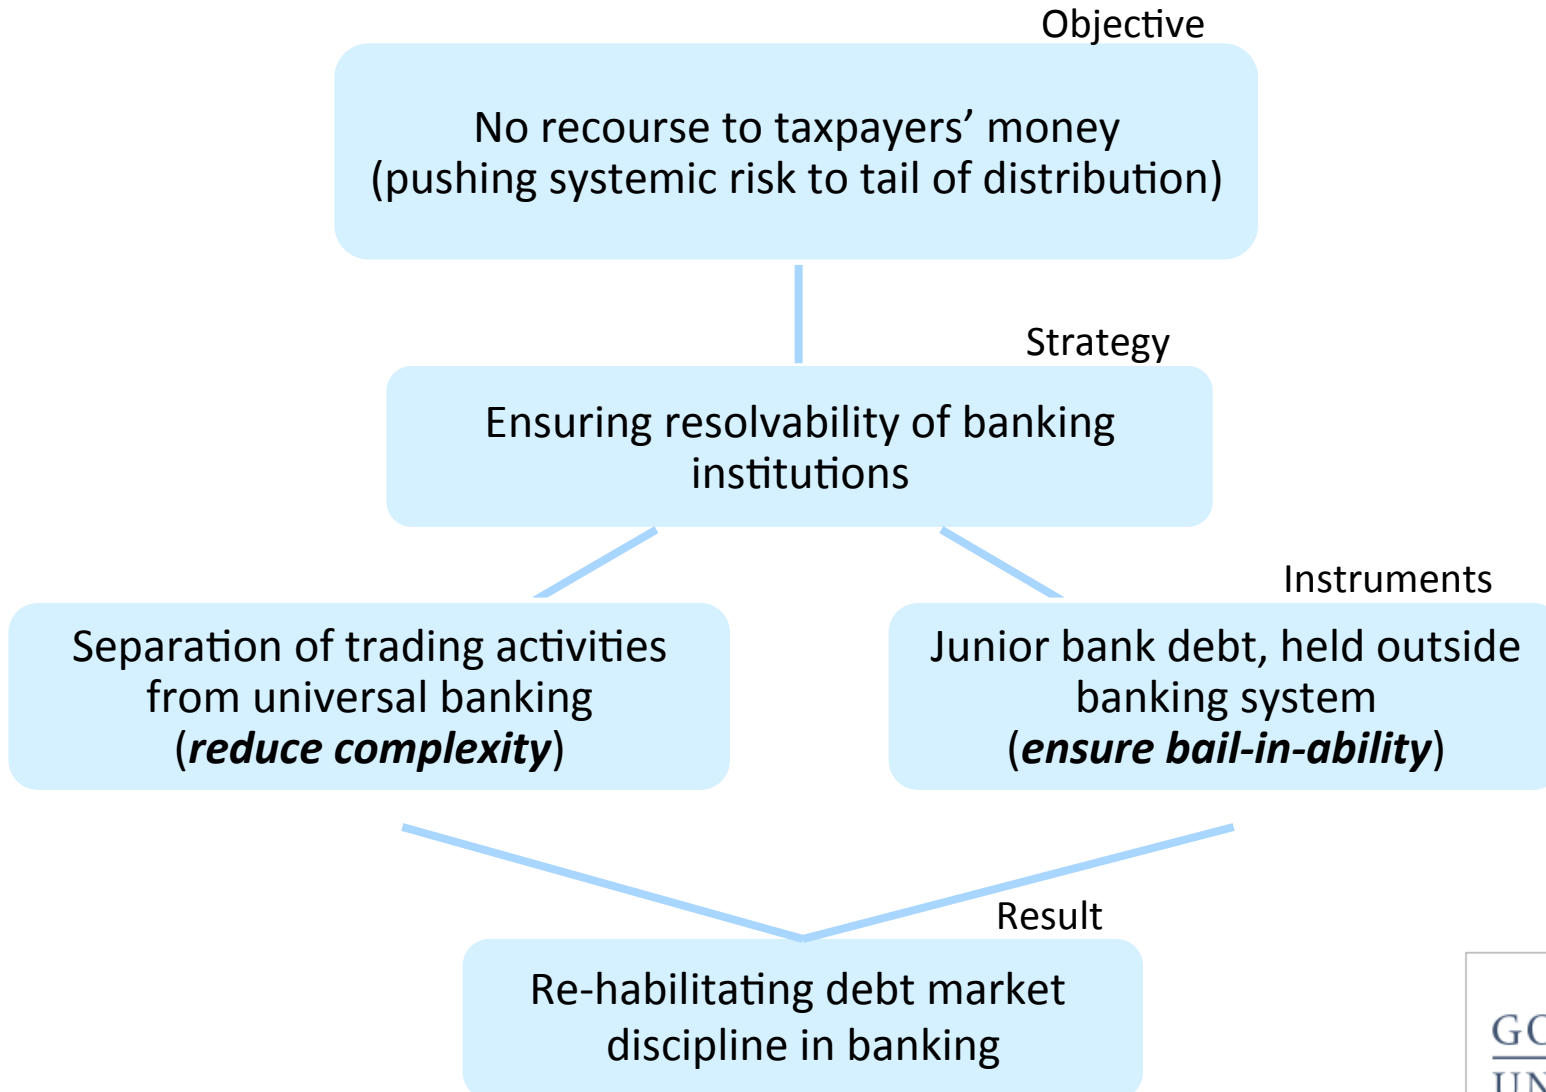 Objective
No recourse to taxpayers’ money
(pushing systemic risk to tail of distribution)
Strategy
Ensuring resolvability of banking
institutions
Instruments
Separation of trading activities
from universal banking
(reduce complexity)
Junior bank debt, held outside
banking system
(ensure bail-in-ability)
Result
Re-habilitating debt market
discipline in banking